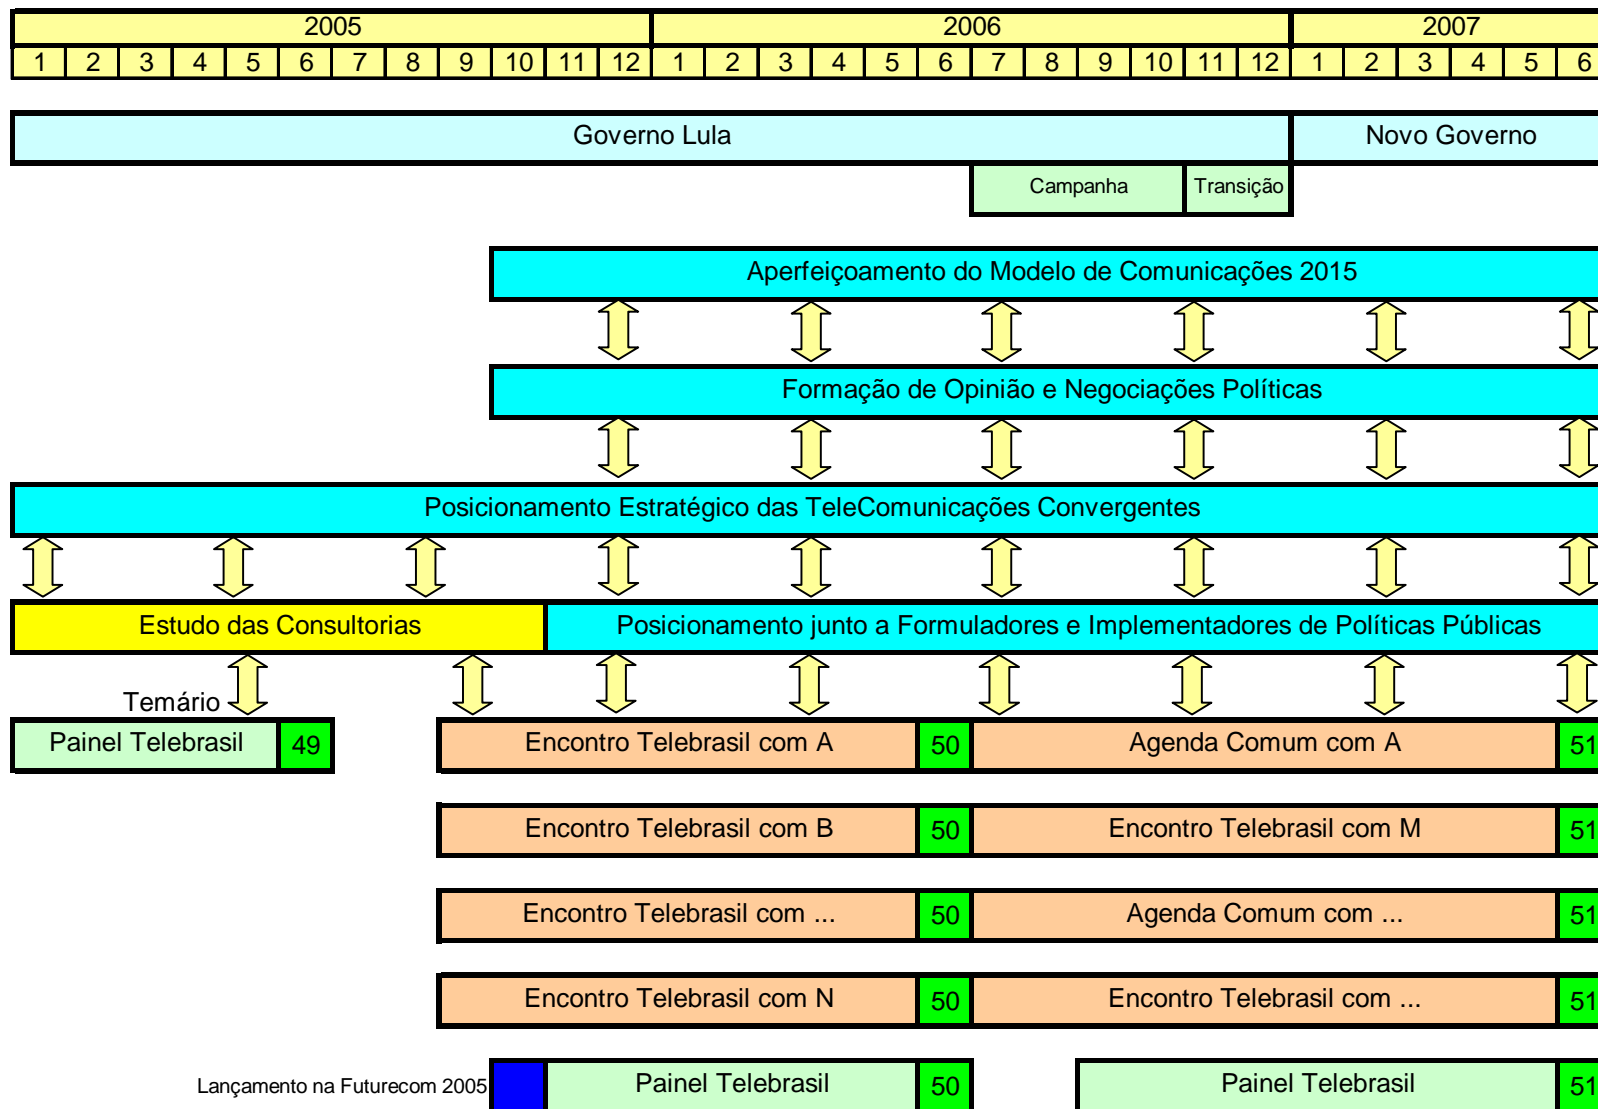 2005 2006 2007
1 2 3 4 5 6 7 8 9 10 11 12 1 2 3 4 5 6 7 8 9 10 11 12 1 2 3 4 5 6
Governo Lula Novo Governo
Campanha Transição
Aperfeiçoamento do Modelo de Comunicações 2015
Formação de Opinião e Negociações Políticas
Posicionamento Estratégico das TeleComunicações Convergentes
Estudo das Consultorias Posicionamento junto a Formuladores e Implementadores de Políticas Públicas
Temário
Painel Telebrasil 49 Encontro Telebrasil com A 50 Agenda Comum com A 51
Encontro Telebrasil com B 50 Encontro Telebrasil com M 51
Encontro Telebrasil com ... 50 Agenda Comum com ... 51
Encontro Telebrasil com N 50 Encontro Telebrasil com ... 51
Lançamento na Futurecom 2005 Painel Telebrasil 50 Painel Telebrasil 51